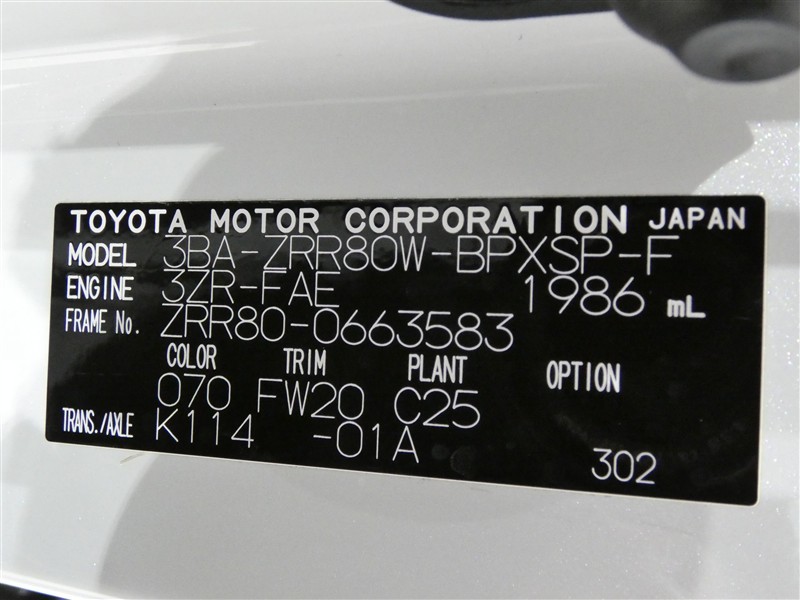 TOYOTA MOTOR CORPORATION JAPAN
MODEL 3BA-ZRR80W-BPXSP-F
ENGINE 3ZR-FAE 1986 mL
FRAME No. ZRR80-0663583
COLOR TRIM PLANT OPTION
070 FW20 C25
TRANS./AXLE K114 -01A
302